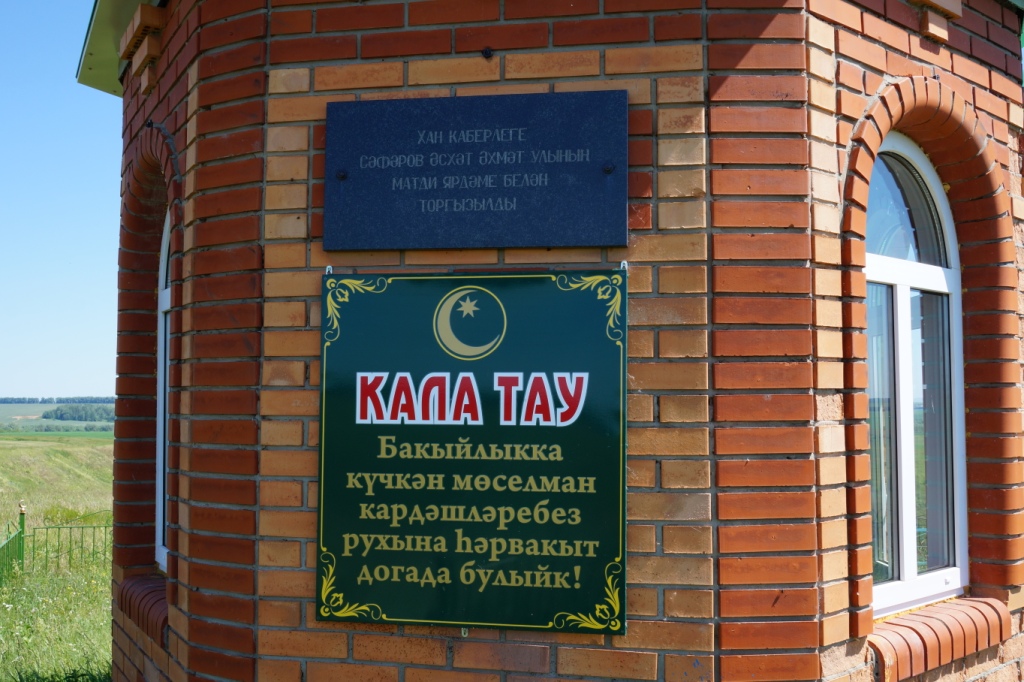 ХАН КАБЕРЛЕГЕ
СӘФӘРОВ ӘСХӘТ ӘХМӘТ УЛЫНЫҢ
МАТДИ ЯРДӘМЕ БЕЛӘН
ТОРГЫЗЫЛДЫ
КАЛА ТАУ
Бакыйлыкка
күчкән мөселман
кардәшләребез
рухына һәрвакыт
догада булыйк!